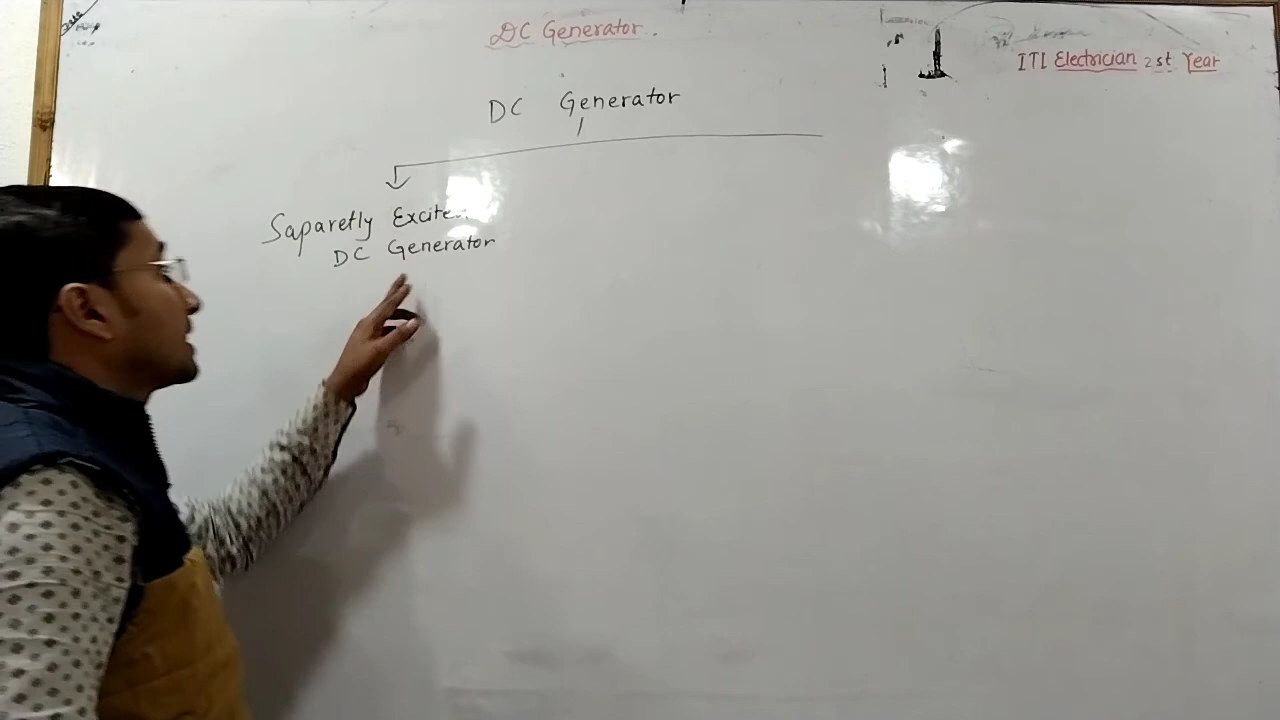 DC Generator.
ITI Electrician 2st Year
DC Generator
Saparetly Excited
DC Generator